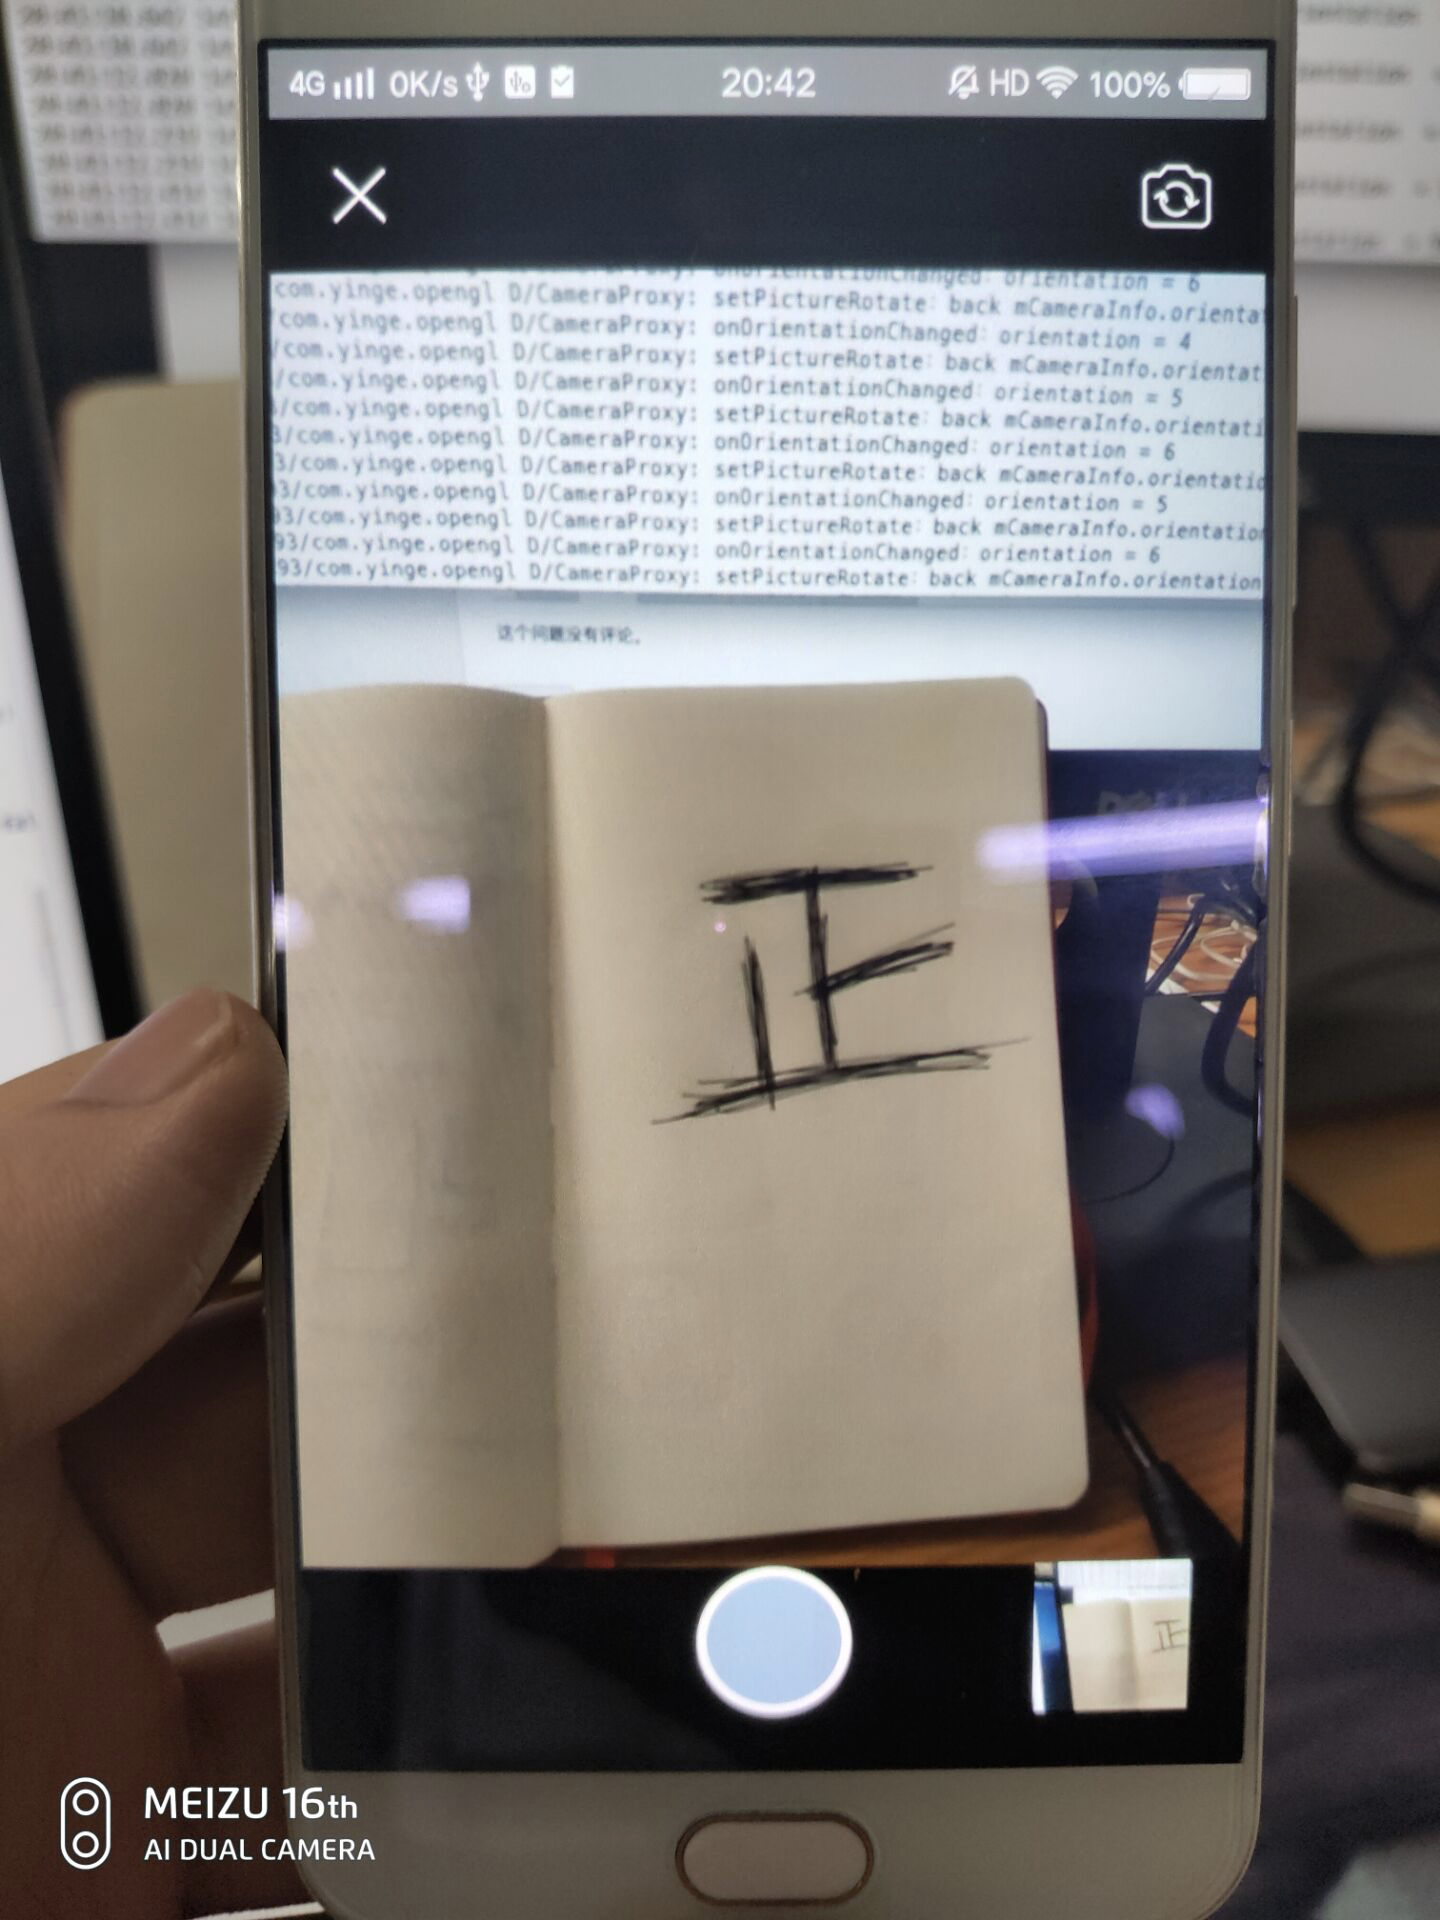 4G 0K/s 20:42 HD 100%
onOrientationChanged: orientation = 6
com.yinge.opengl D/CameraProxy: setPictureRotate: back mCameraInfo.orienta
/com.yinge.opengl D/CameraProxy: onOrientationChanged: orientation = 4
/com.yinge.opengl D/CameraProxy: setPictureRotate: back mCameraInfo.orientat
/com.yinge.opengl D/CameraProxy: onOrientationChanged: orientation = 5
/com.yinge.opengl D/CameraProxy: setPictureRotate: back mCameraInfo.orientati
3/com.yinge.opengl D/CameraProxy: onOrientationChanged: orientation = 6
3/com.yinge.opengl D/CameraProxy: setPictureRotate: back mCameraInfo.orientatio
93/com.yinge.opengl D/CameraProxy: onOrientationChanged: orientation = 5
93/com.yinge.opengl D/CameraProxy: setPictureRotate: back mCameraInfo.orientation
93/com.yinge.opengl D/CameraProxy: onOrientationChanged: orientation = 6
93/com.yinge.opengl D/CameraProxy: setPictureRotate: back mCameraInfo.orientation
这个问题没有评论。
正
正
MEIZU 16th
AI DUAL CAMERA